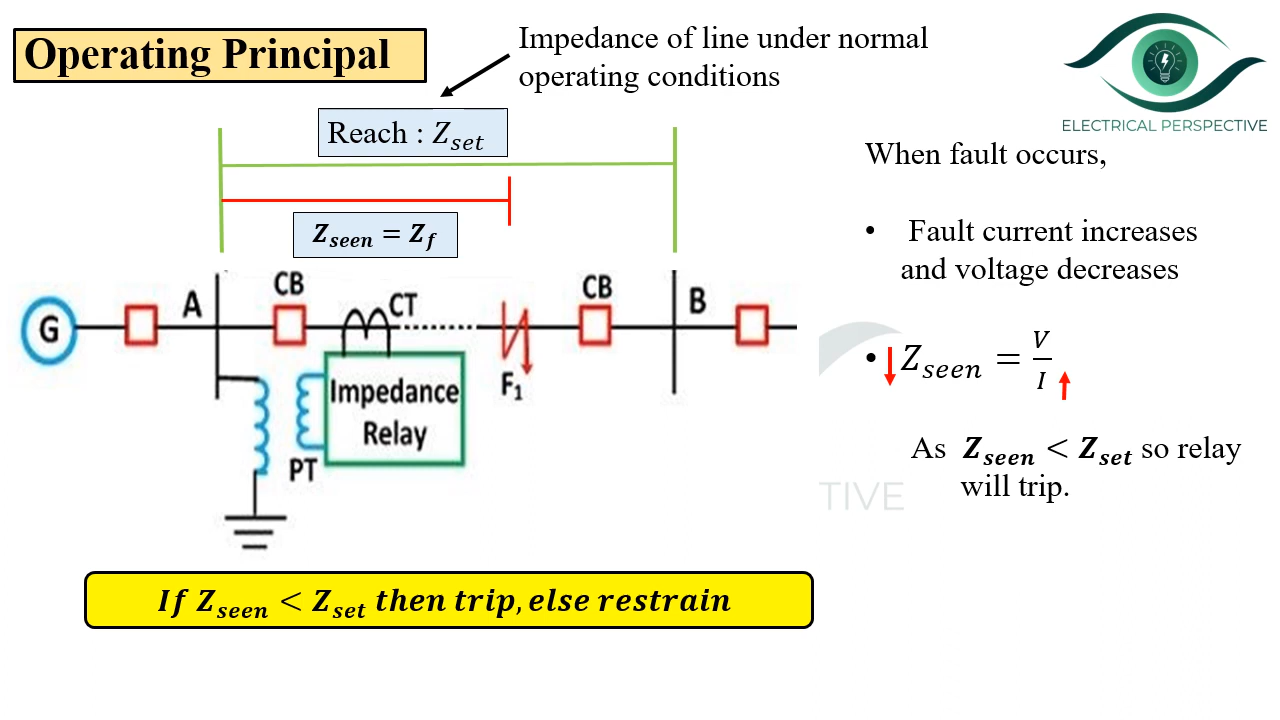 Operating Principal
Impedance of line under normal
operating conditions
ELECTRICAL PERSPECTIVE
Reach : Z_set
Z_seen = Z_f
When fault occurs,
• Fault current increases
and voltage decreases
• Z_seen = V/I
As Z_seen < Z_set so relay
will trip.
TIVE
G
A
CB
CT
CB
B
F₁
Impedance
Relay
PT
If Z_seen < Z_set then trip, else restrain